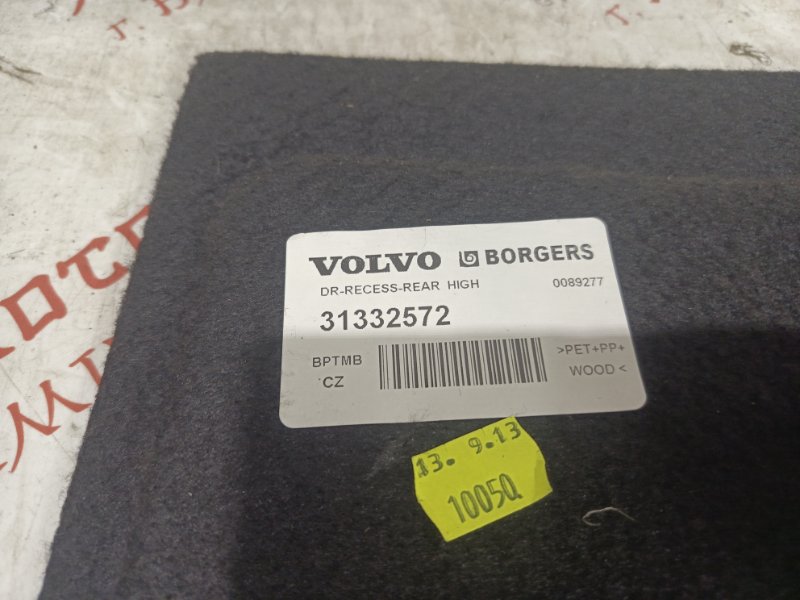 VOLVO BORGERS
DR-RECESS-REAR HIGH 0089277
31332572
BPTMB >PET+PP+
CZ WOOD<
13. 9.13
1005Q